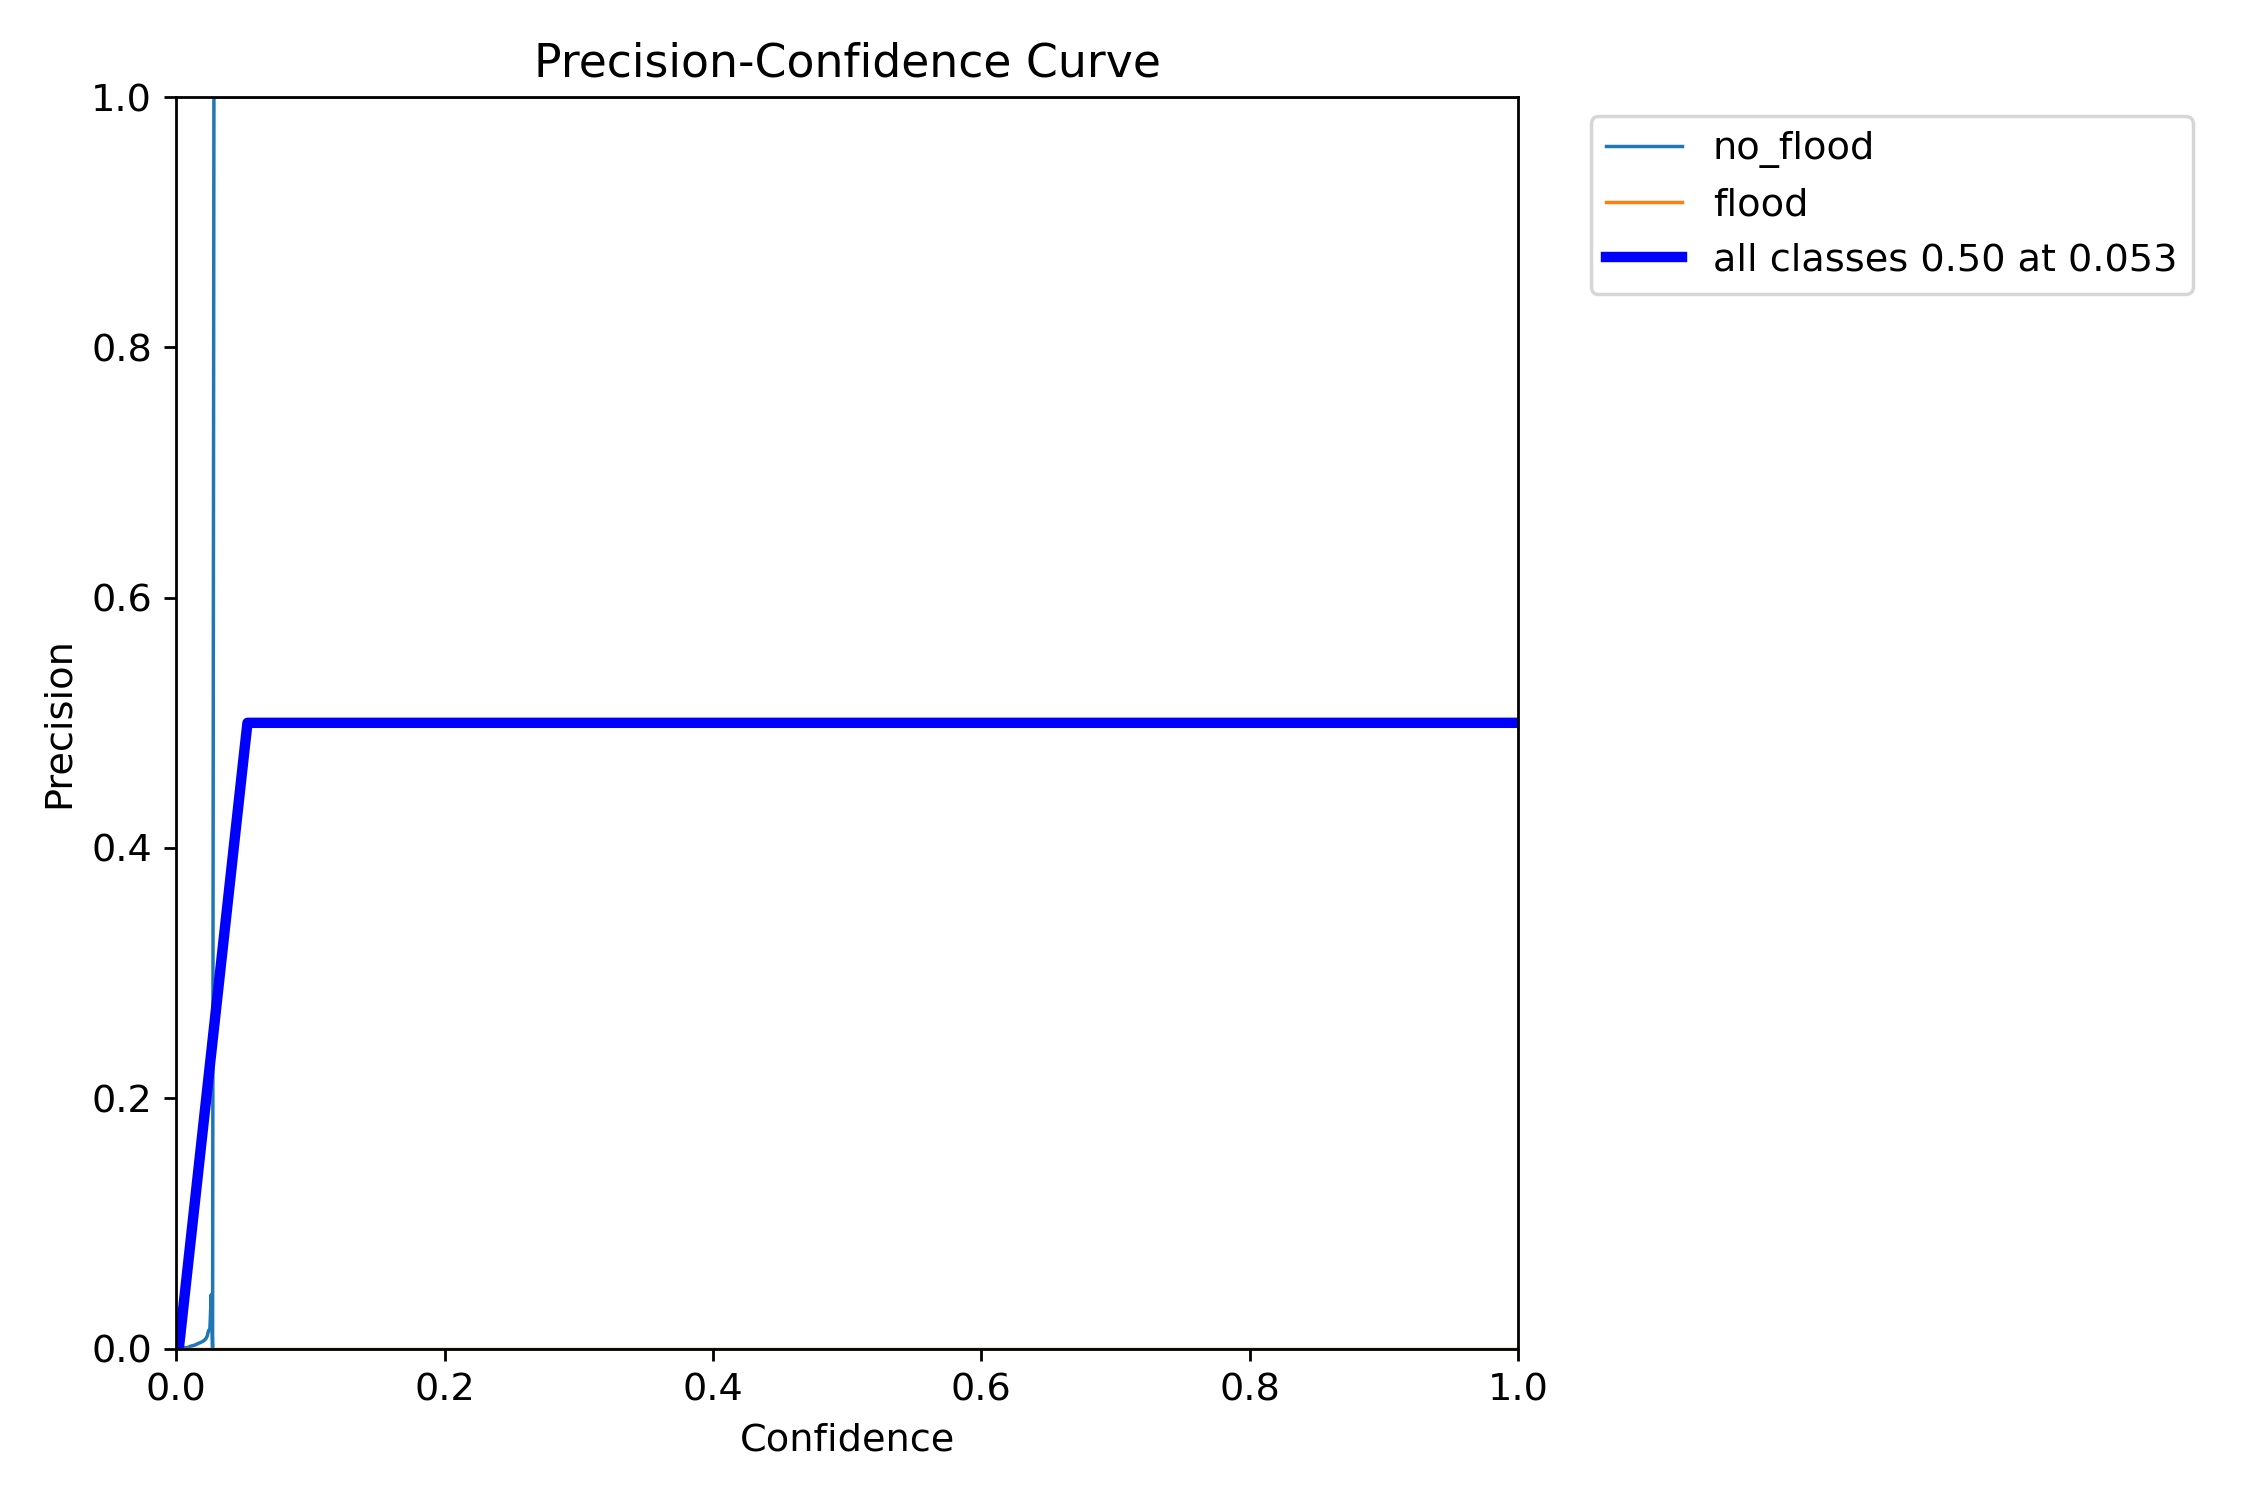 Precision-Confidence Curve
1.0
0.8
0.6
0.4
0.2
0.0
Precision
0.0 0.2 0.4 0.6 0.8 1.0
Confidence
no_flood
flood
all classes 0.50 at 0.053